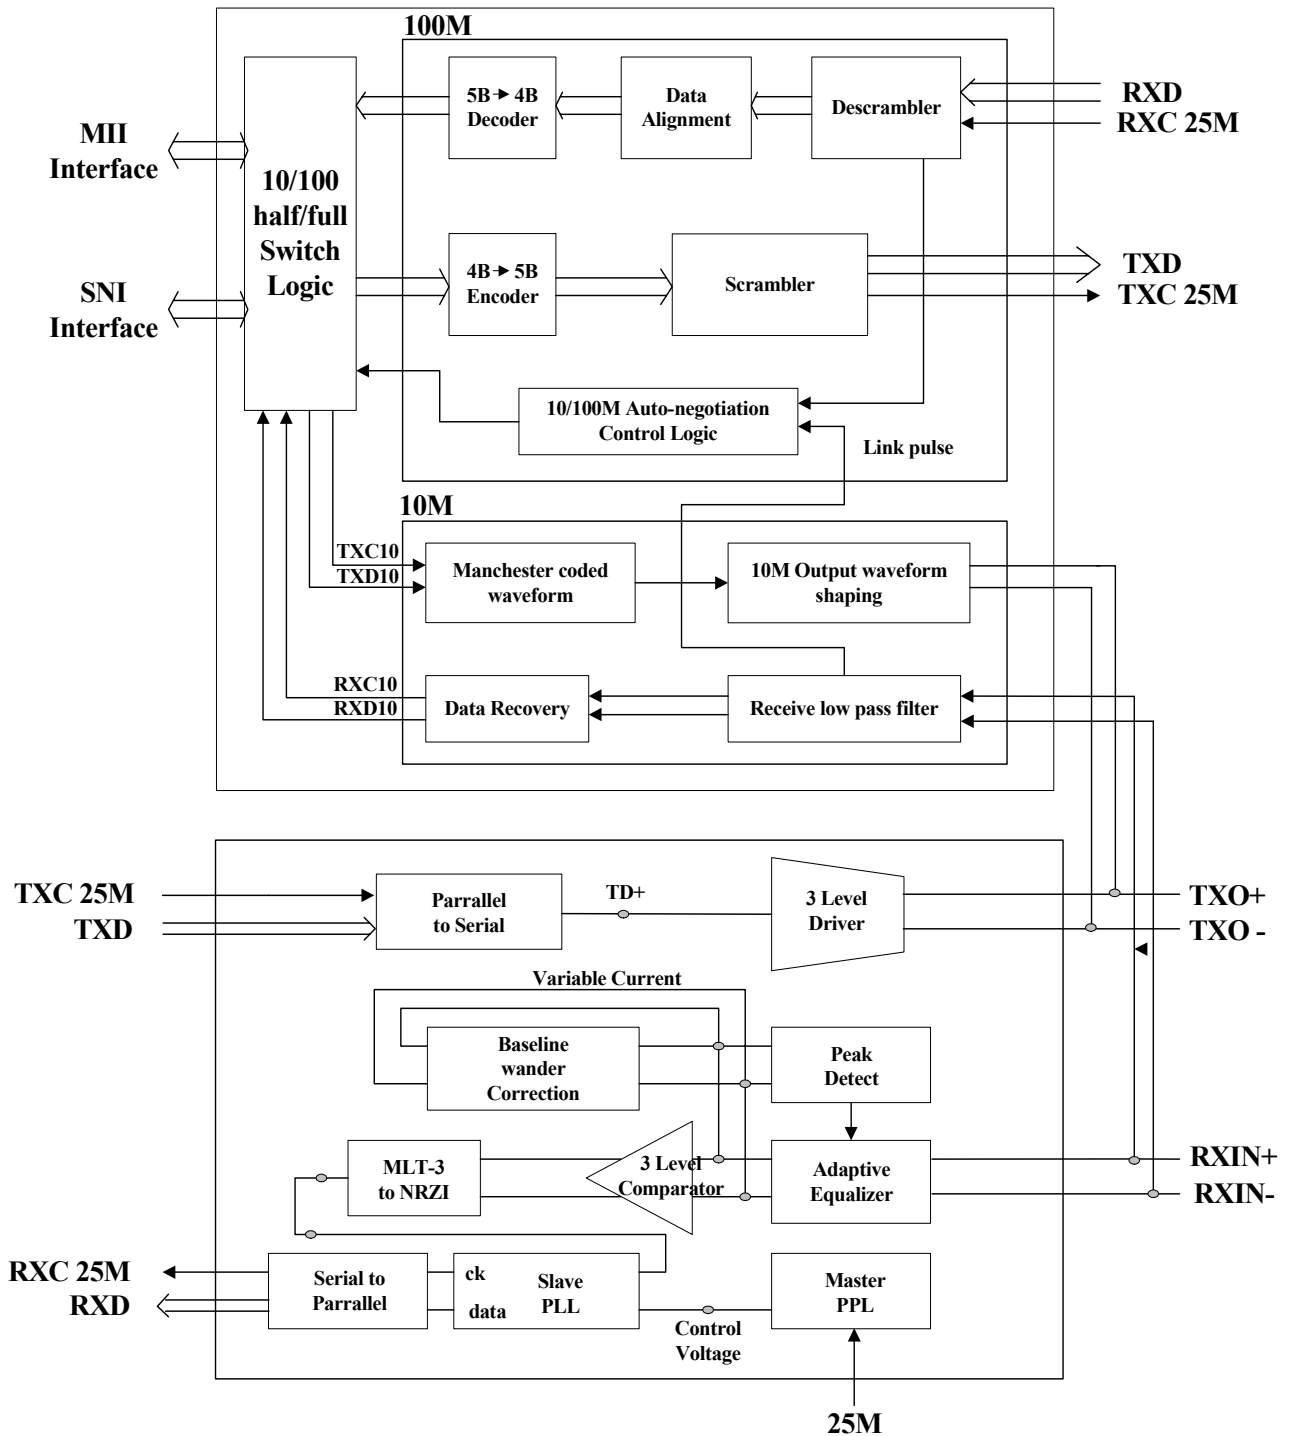 100M
5B→4B
Decoder
Data
Alignment
Descrambler
RXD
RXC 25M
MII
Interface
10/100
half/full
Switch
Logic
4B→5B
Encoder
Scrambler
TXD
TXC 25M
SNI
Interface
10/100M Auto-negotiation
Control Logic
Link pulse
10M
TXC10
TXD10
Manchester coded
waveform
10M Output waveform
shaping
RXC10
RXD10
Data Recovery
Receive low pass filter
TXC 25M
TXD
Parrallel
to Serial
TD+
3 Level
Driver
TXO+
TXO -
Variable Current
Baseline
wander
Correction
Peak
Detect
MLT-3
to NRZI
3 Level
Comparator
Adaptive
Equalizer
RXIN+
RXIN-
RXC 25M
RXD
Serial to
Parrallel
ck
data
Slave
PLL
Control
Voltage
Master
PPL
25M